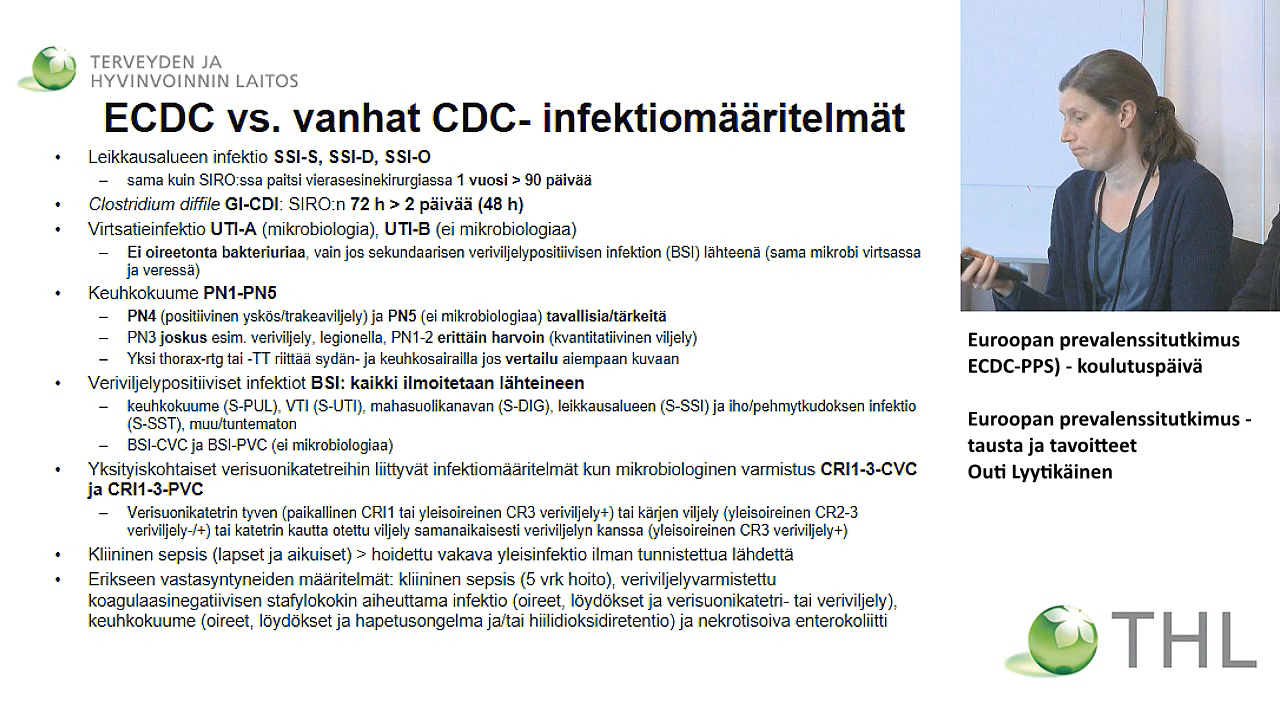 TERVEYDEN JA
HYVINVOINNIN LAITOS
ECDC vs. vanhat CDC- infektiomääritelmät
• Leikkausalueen infektio SSI-S, SSI-D, SSI-O
– sama kuin SIRO:ssa paitsi vierasesinekirurgiassa 1 vuosi > 90 päivää
• Clostridium diffile GI-CDI: SIRO:n 72 h > 2 päivää (48 h)
• Virtsatieinfektio UTI-A (mikrobiologia), UTI-B (ei mikrobiologiaa)
– Ei oireetonta bakteriuriaa, vain jos sekundaarisen veriviljelypositiivisen infektion (BSI) lähteenä (sama mikrobi virtsassa
ja veressä)
• Keuhkokuume PN1-PN5
– PN4 (positiivinen yskös/trakeaviljely) ja PN5 (ei mikrobiologiaa) tavallisia/tärkeitä
– PN3 joskus esim. veriviljely, legionella, PN1-2 erittäin harvoin (kvantitatiivinen viljely)
– Yksi thorax-rtg tai -TT riittää sydän- ja keuhkosairailla jos vertailu aiempaan kuvaan
• Veriviljelypositiiviset infektiot BSI: kaikki ilmoitetaan lähteineen
– keuhkokuume (S-PUL), VTI (S-UTI), mahasuolikanavan (S-DIG), leikkausalueen (S-SSI) ja iho/pehmytkudoksen infektio
(S-SST), muu/tuntematon
– BSI-CVC ja BSI-PVC (ei mikrobiologiaa)
• Yksityiskohtaiset verisuonikatetreihin liittyvät infektiomääritelmät kun mikrobiologinen varmistus CRI1-3-CVC
ja CRI1-3-PVC
– Verisuonikatetrin tyven (paikallinen CRI1 tai yleisoireinen CR3 veriviljely+) tai kärjen viljely (yleisoireinen CR2-3
veriviljely-/+) tai katetrin kautta otettu viljely samanaikaisesti veriviljelyn kanssa (yleisoireinen CR3 veriviljely+)
• Kliininen sepsis (lapset ja aikuiset) > hoidettu vakava yleisinfektio ilman tunnistettua lähdettä
• Erikseen vastasyntyneiden määritelmät: kliininen sepsis (5 vrk hoito), veriviljelyvarmistettu
koagulaasinegatiivisen stafylokokin aiheuttama infektio (oireet, löydökset ja verisuonikatetri- tai veriviljely),
keuhkokuume (oireet, löydökset ja hapetusongelma ja/tai hiilidioksidiretentio) ja nekrotisoiva enterokoliitti
Euroopan prevalenssitutkimus
ECDC-PPS) - koulutuspäivä
Euroopan prevalenssitutkimus -
tausta ja tavoitteet
Outi Lyytikäinen
THL